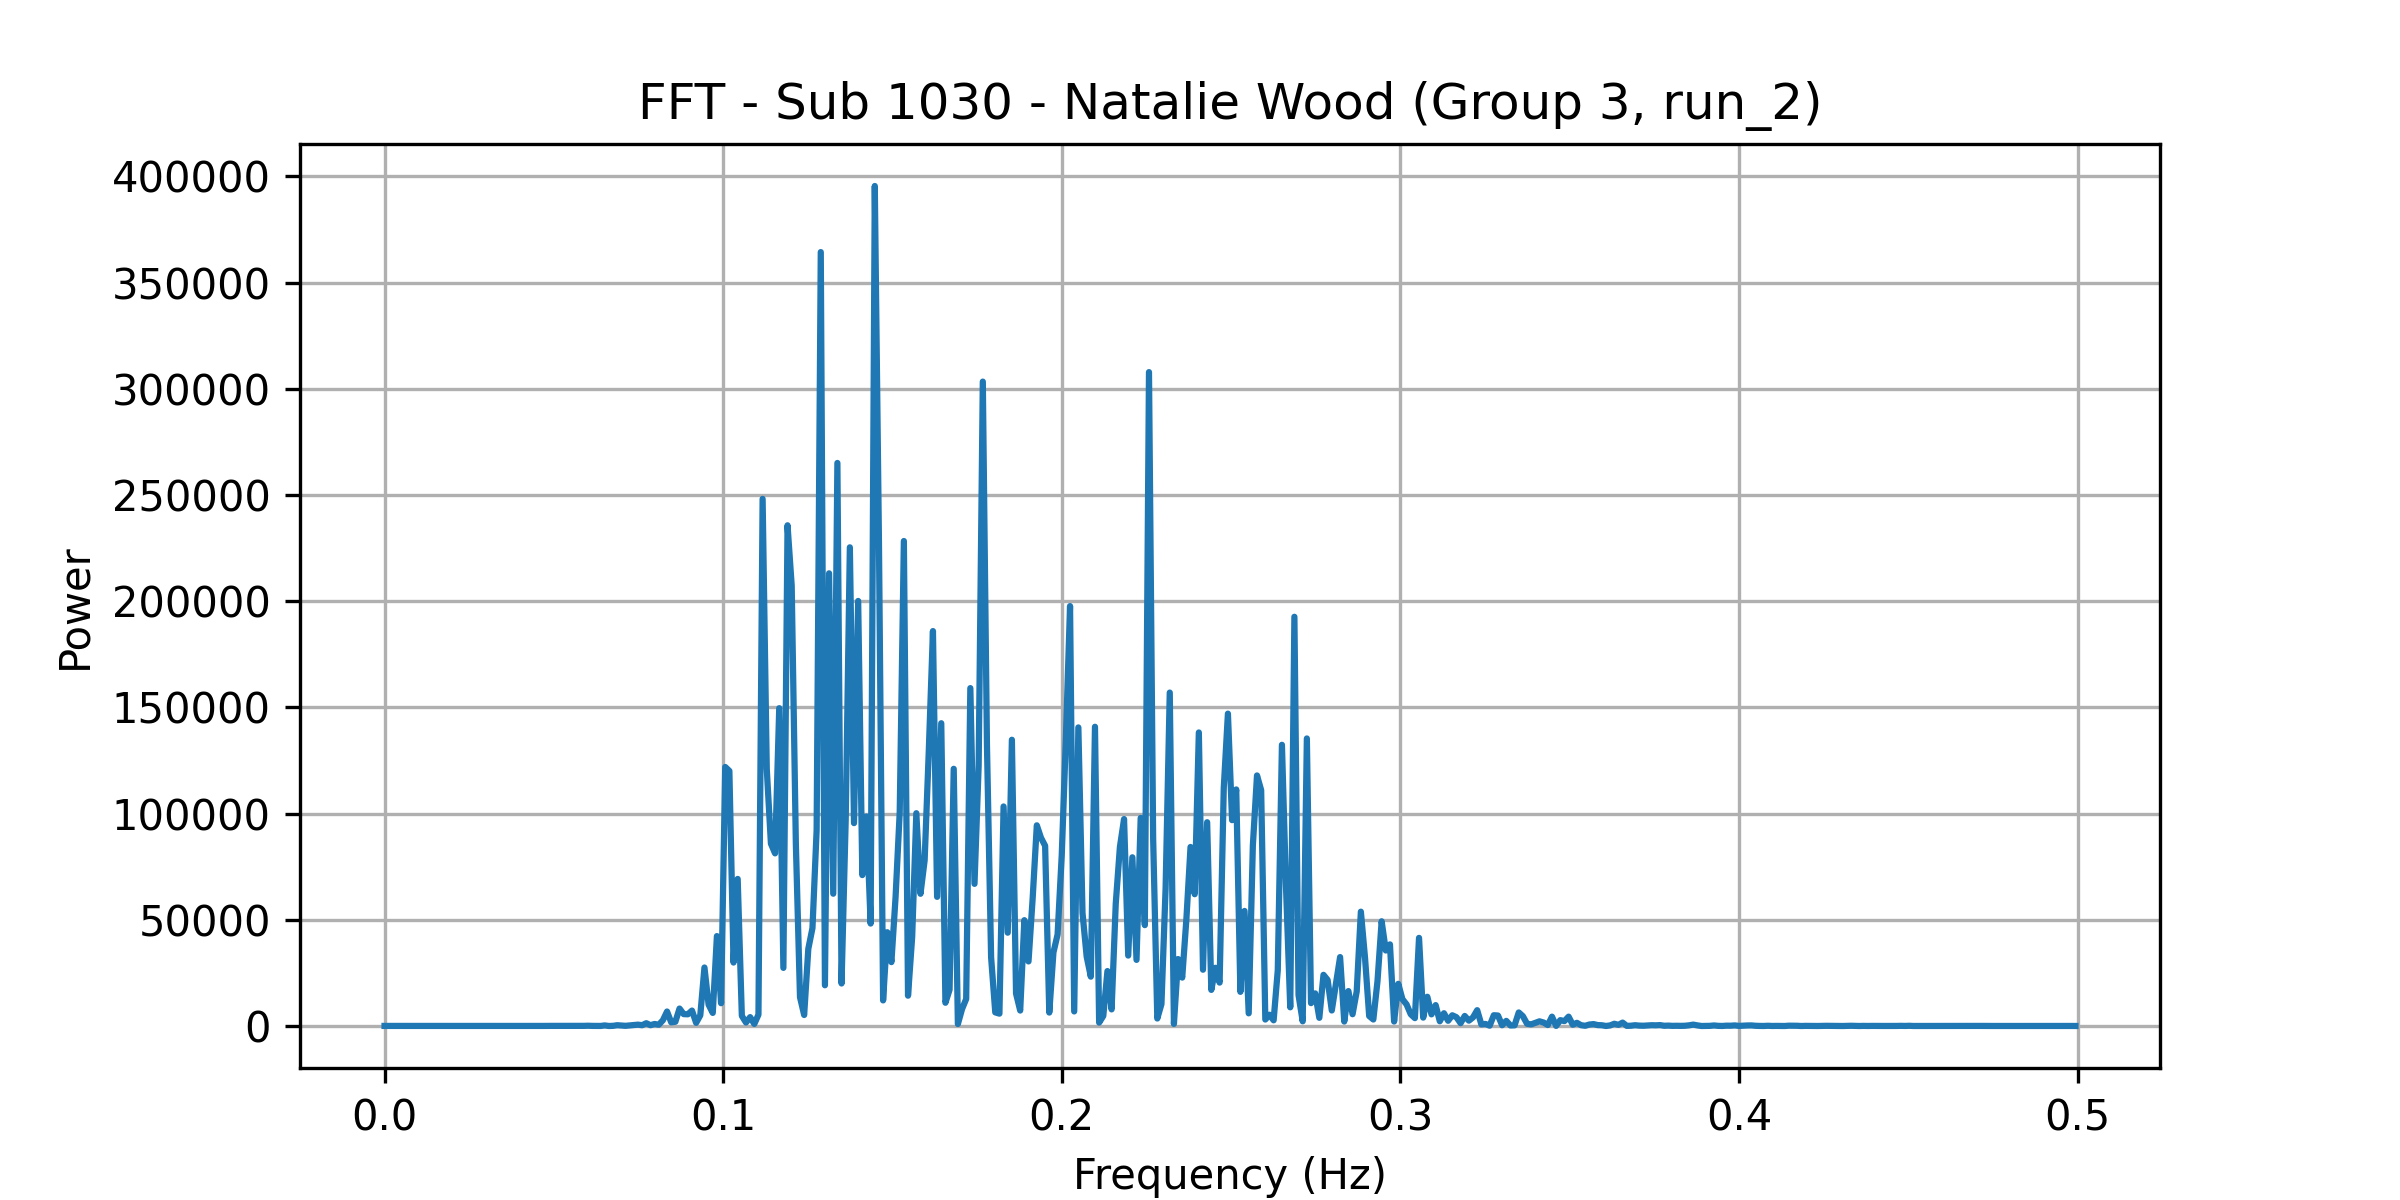 FFT - Sub 1030 - Natalie Wood (Group 3, run_2)
400000
350000
300000
250000
200000
150000
100000
50000
0
Power
0.0 0.1 0.2 0.3 0.4 0.5
Frequency (Hz)